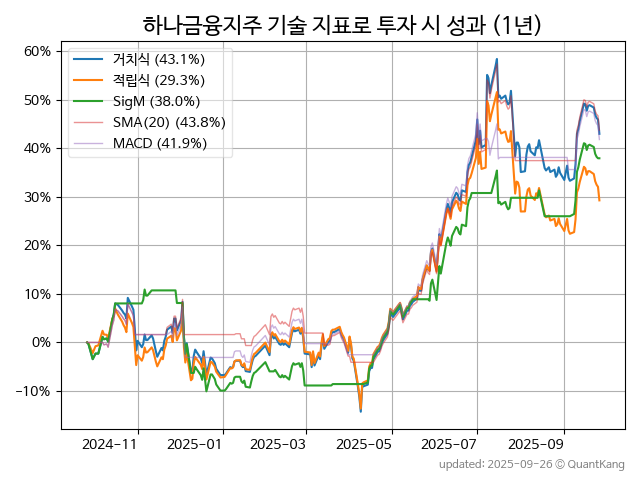 하나금융지주 기술 지표로 투자 시 성과 (1년)
60%
50%
40%
30%
20%
10%
0%
−10%
거치식 (43.1%)
적립식 (29.3%)
SigM (38.0%)
SMA(20) (43.8%)
MACD (41.9%)
2024-11
2025-01
2025-03
2025-05
2025-07
2025-09
updated: 2025-09-26 © QuantKang